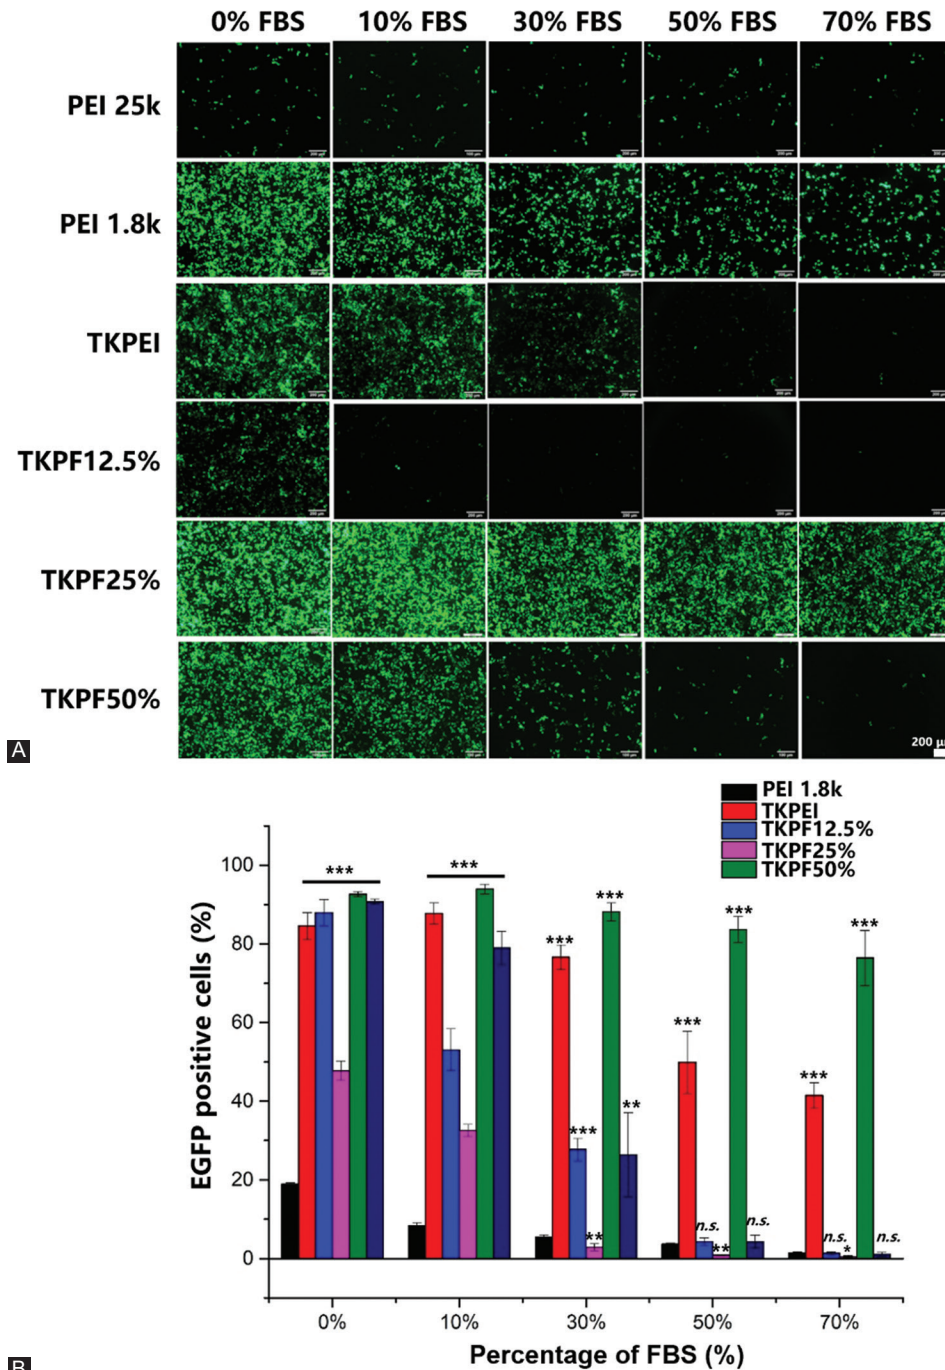 0% FBS 10% FBS 30% FBS 50% FBS 70% FBS
PEI 25k
PEI 1.8k
TKPEI
TKPF12.5%
TKPF25%
TKPF50%
200 μ
A
PEI 1.8k
TKPEI
TKPF12.5%
TKPF25%
TKPF50%
100
80
60
40
20
0
EGFP positive cells (%)
*** *** *** *** ** ** *** *** n.s. ** n.s. *** *** n.s. * n.s.
***
0% 10% 30% 50% 70%
Percentage of FBS (%)
B